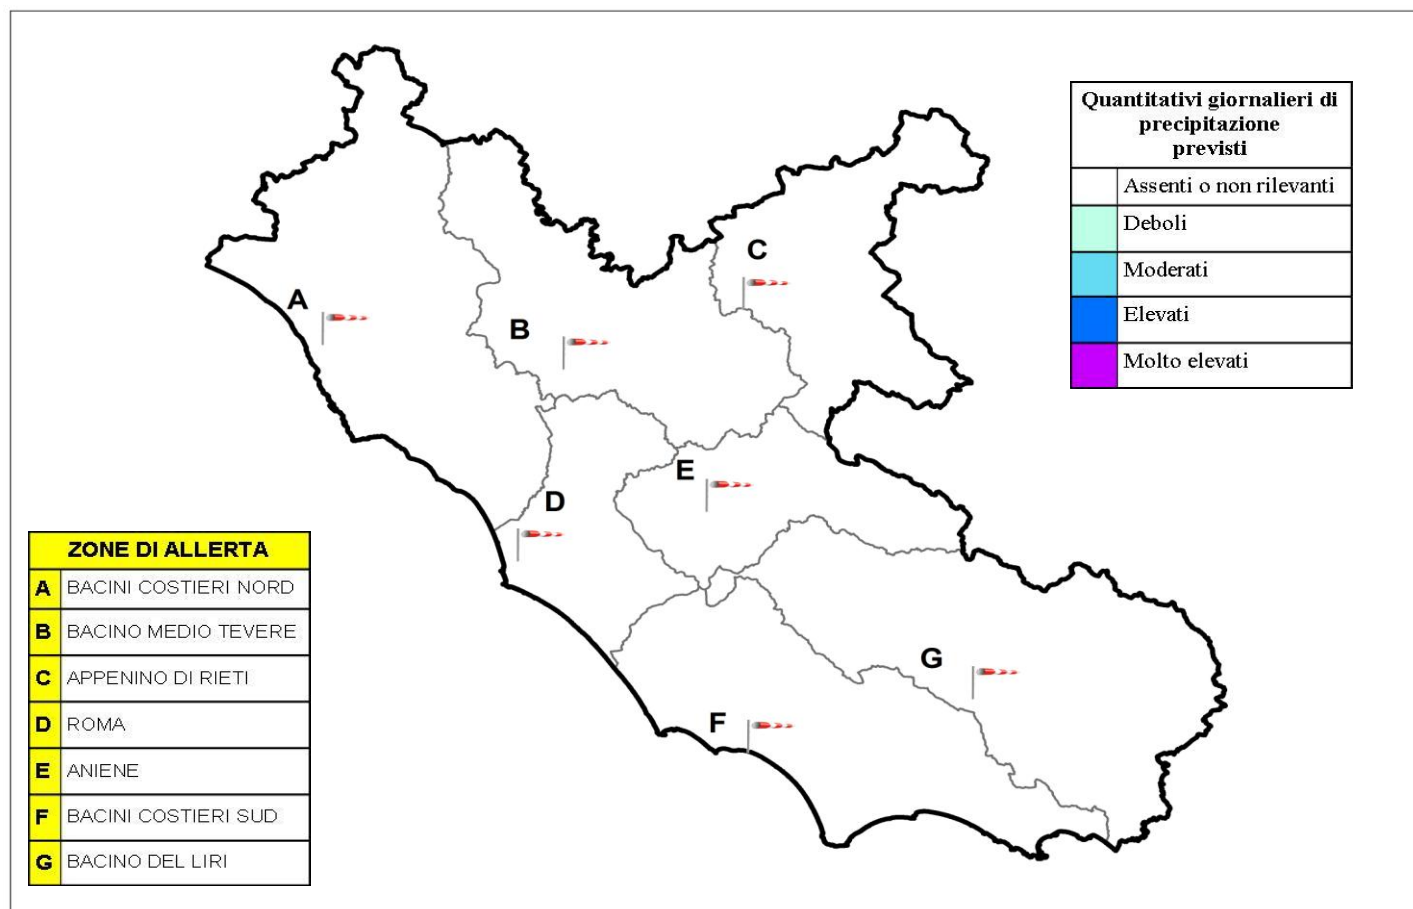 Quantitativi giornalieri di
precipitazione
previsti
Assenti o non rilevanti
Deboli
Moderati
Elevati
Molto elevati
C
A
B
E
D
G
F
ZONE DI ALLERTA
A BACINI COSTIERI NORD
B BACINO MEDIO TEVERE
C APPENINO DI RIETI
D ROMA
E ANIENE
F BACINI COSTIERI SUD
G BACINO DEL LIRI